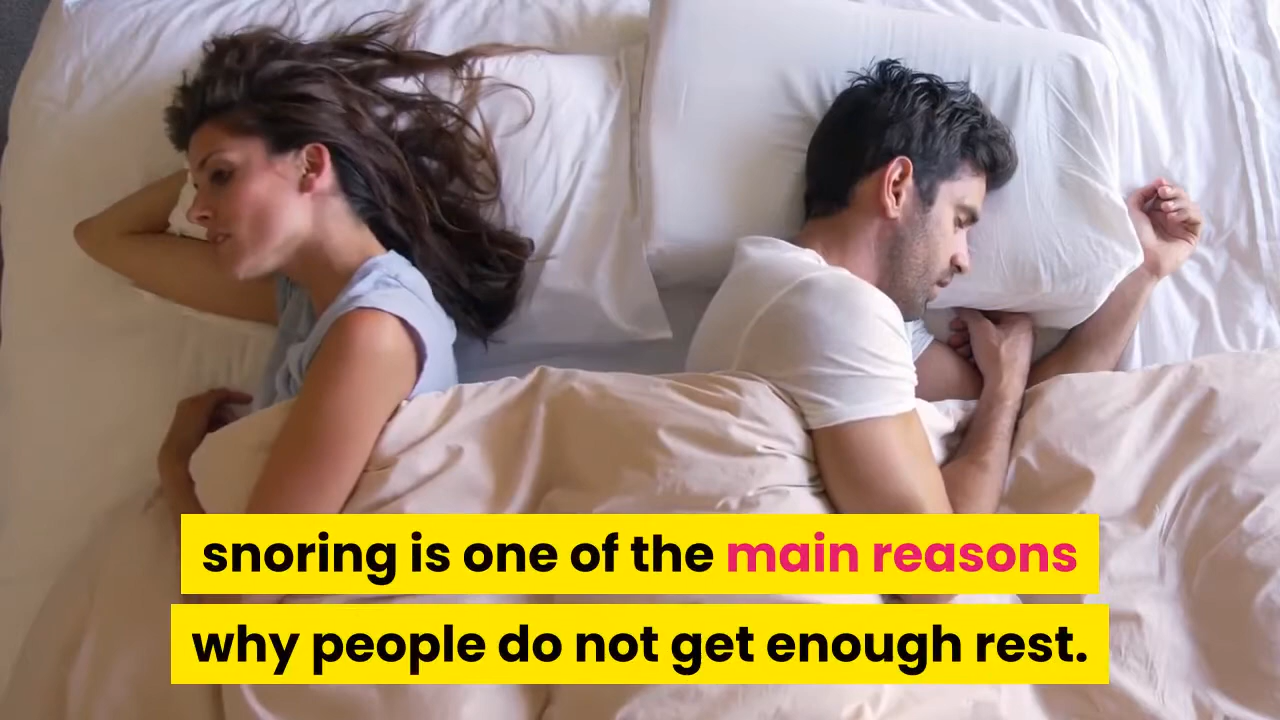 snoring is one of the main reasons
why people do not get enough rest.